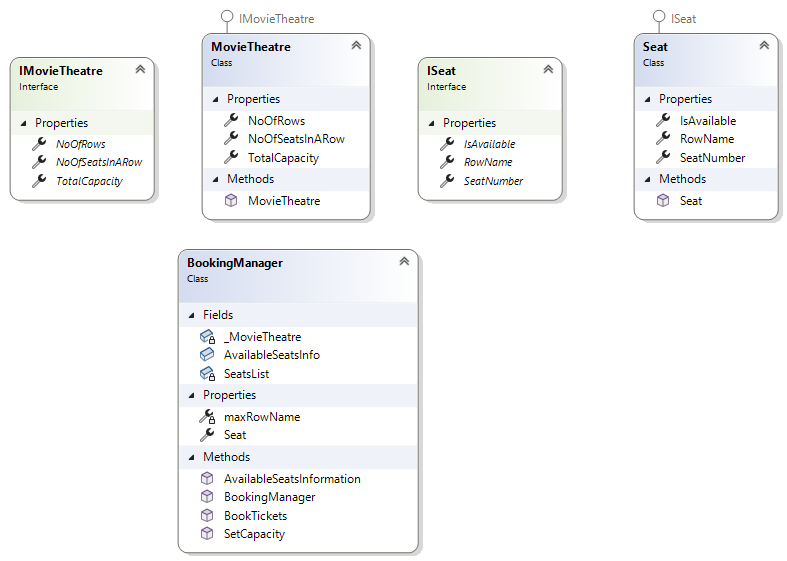 IMovieTheatre
ISeat
IMovieTheatre
Interface
Properties
NoOfRows
NoOfSeatsInARow
TotalCapacity
MovieTheatre
Class
Properties
NoOfRows
NoOfSeatsInARow
TotalCapacity
Methods
MovieTheatre
ISeat
Interface
Properties
IsAvailable
RowName
SeatNumber
Seat
Class
Properties
IsAvailable
RowName
SeatNumber
Methods
Seat
BookingManager
Class
Fields
_MovieTheatre
AvailableSeatsInfo
SeatsList
Properties
maxRowName
Seat
Methods
AvailableSeatsInformation
BookingManager
BookTickets
SetCapacity